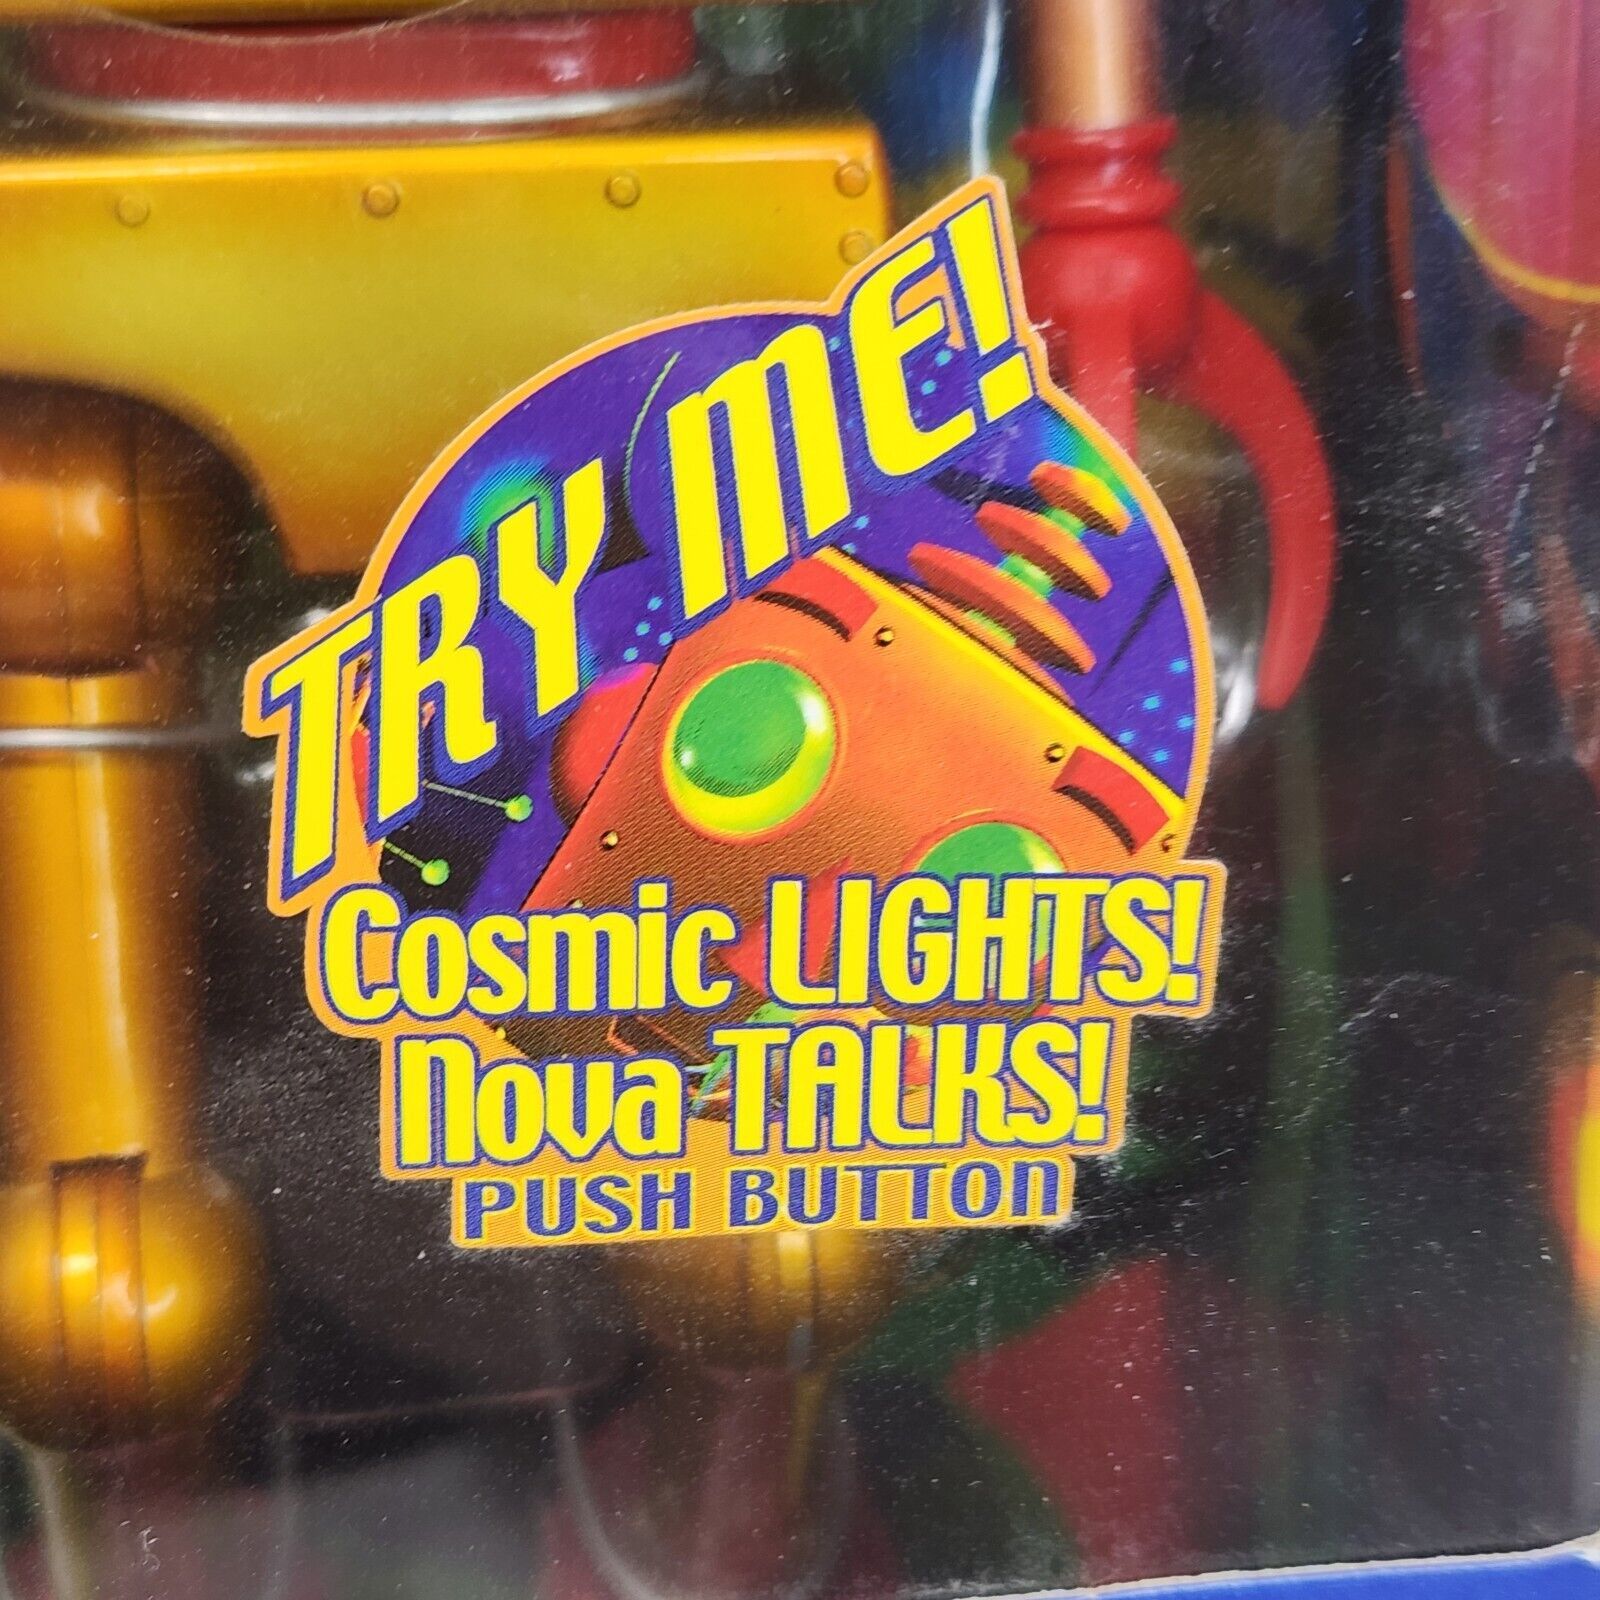 TRY ME!
Cosmic LIGHTS!
Nova TALKS!
PUSH BUTTON